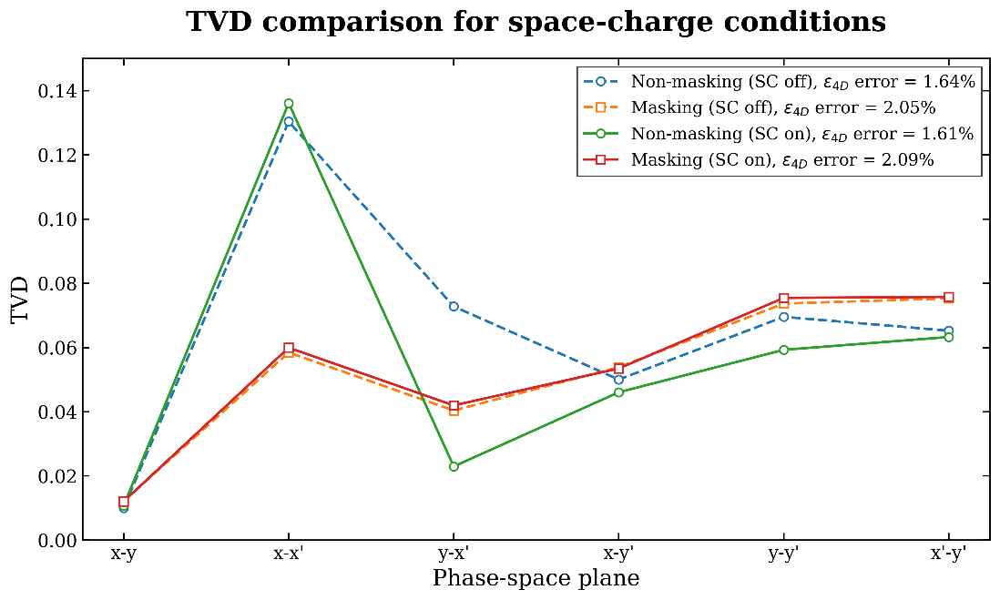 TVD comparison for space-charge conditions
Non-masking (SC off), ε4D error = 1.64%
Masking (SC off), ε4D error = 2.05%
Non-masking (SC on), ε4D error = 1.61%
Masking (SC on), ε4D error = 2.09%
TVD
0.14
0.12
0.10
0.08
0.06
0.04
0.02
0.00
x-y x-x' y-x' x-y' y-y' x'-y'
Phase-space plane